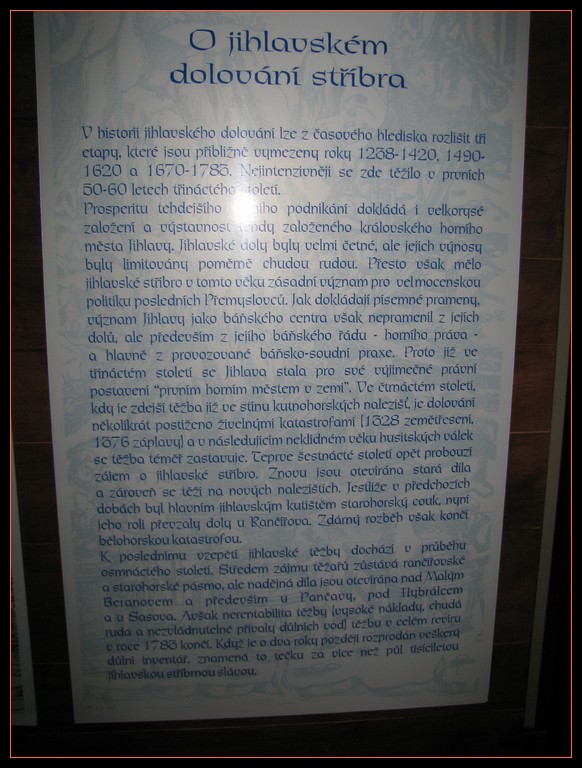 O jihlavském
dolování stříbra
V historii jihlavského dolování lze z časového hlediska rozlišit tři
etapy, které jsou přibližně vymezeny roky 1238-1420, 1490-
1620 a 1670-1783. Nejintenzivněji se zde těžilo v prvních
50-60 letech třináctého století.
Prosperitu tehdejšího podnikání dokládá i velkorysé
založení a výstavnost tehdy založeného královského horního
města Jihlavy. Jihlavské doly byly velmi četné, ale jejich výnosy
byly limitovány poměrně chudou rudou. Přesto však mělo
jihlavské stříbro v tomto věku zásadní význam pro velmocenskou
politiku posledních Přemyslovců. Jak dokládají písemné prameny,
význam Jihlavy jako báňského centra však nepramenil z jejích
dolů, ale především z jejího báňského řádu - horního práva -
a hlavně z provozované báňsko-soudní praxe. Proto již ve
třináctém století se Jihlava stala pro své výjimečné právní
postavení "prvním horním městem v zemi". Ve čtrnáctém století,
kdy je zdejší těžba již ve stínu kutnohorských nalezišť, je dolování
několikrát postiženo živelnými katastrofami [1328 zemětřesení,
1376 záplavy] a v následujícím neklidném věku husitských válek
se těžba téměř zastavuje. Teprve šestnácté století opět probouzí
zájem o jihlavské stříbro. Znovu jsou otevírána stará díla
a zároveň se těží na nových nalezištích. Jestliže v předchozích
dobách byl hlavním jihlavským kutištěm starohorský couk, nyní
jeho roli převzaly doly u Rančířova. Zdárný rozběh však končí
bělohorskou katastrofou.
K poslednímu vzepětí jihlavské těžby dochází v průběhu
osmnáctého století. Středem zájmu těžařů zůstává rančířovské
a starohorské pásmo, ale nadějná díla jsou otevírána nad Malým
Beranovem a především u Pančavy, pod Hybrálcem
a u Sasova. Avšak nerentabilita těžby [vysoké náklady, chudá
ruda a nezvládnutelné přívaly důlních vod] těžbu v celém revíru
v roce 1783 končí. Když je o dva roky později rozprodán veškerý
důlní inventář, znamená to tečku za více než půl tisíciletou
jihlavskou stříbrnou slávou.